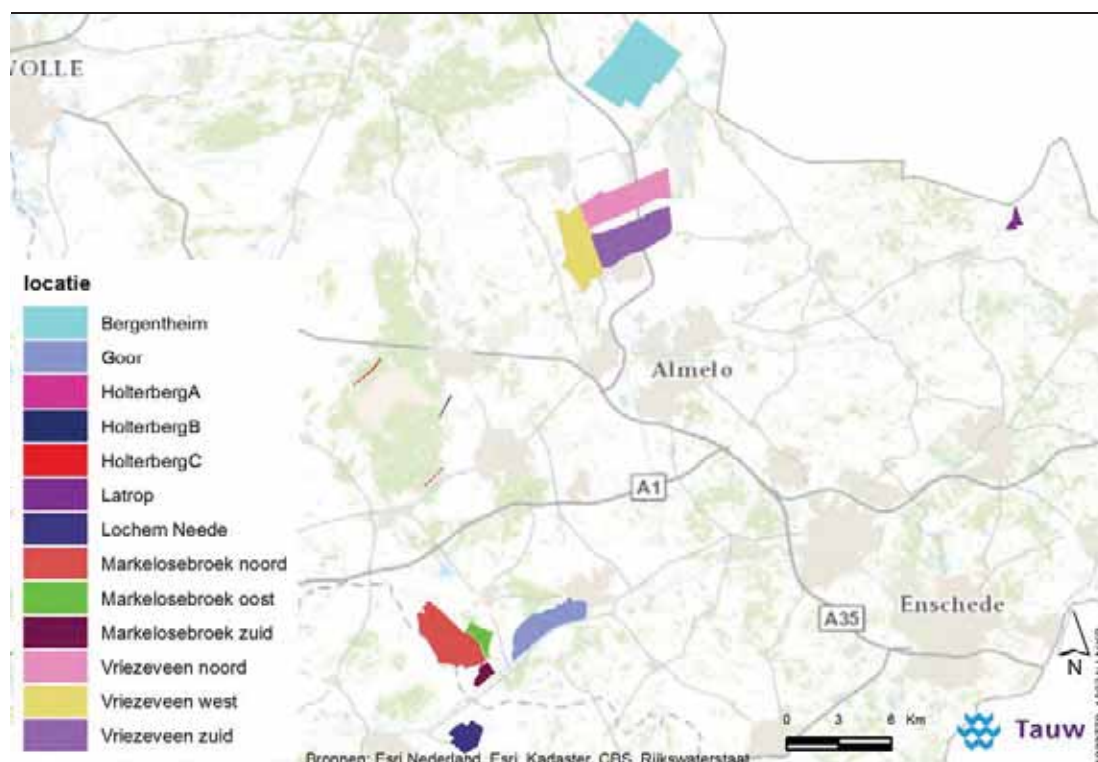 VOLLE
locatie
Bergentheim
Goor
HolterbergA
HolterbergB
HolterbergC
Latrop
Lochem Neede
Markelosebroek noord
Markelosebroek oost
Markelosebroek zuid
Vriezeveen noord
Vriezeveen west
Vriezeveen zuid
Almelo
A1
A35
Enschede
N
0 3 6 Km
Tauw
Bronnen: Esri Nederland, Esri, Kadaster, CBS, Rijkswaterstaat